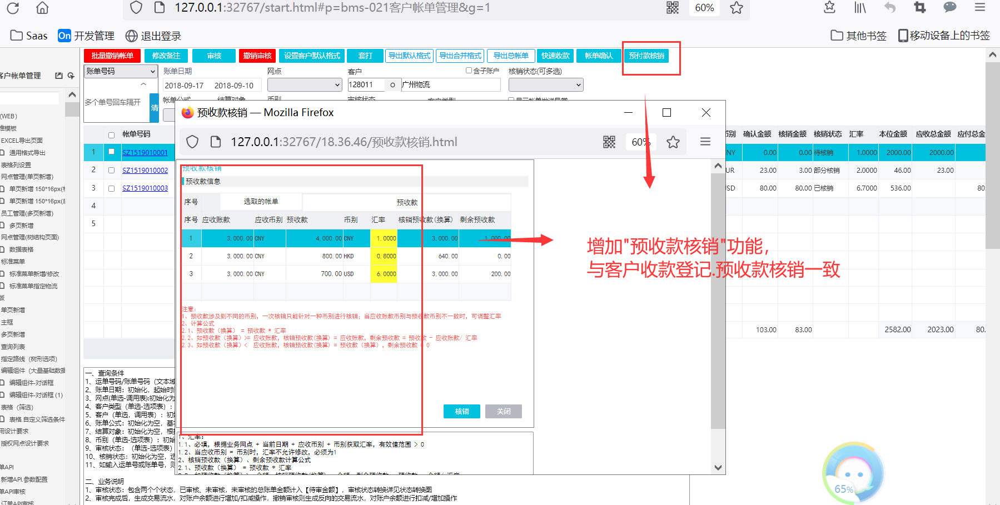 127.0.0.1:32767/start.html#p=bms-021客户帐单管理&g=1
60%
Saas
On 开发管理
退出登录
其他书签
移动设备上的书签
批量撤销帐单 修改备注 审核 撤销审核 设置客户默认格式 套打 导出默认格式 导出合并格式 导出总帐单 快速收款 帐单确认 预付款核销
客户帐单管理
账单号码 账单日期 网点 客户 含子账户 核销状态(可多选)
2018-09-17 2018-09-10 128011 广州物流
多个单号回车隔开
清
预收款核销 — Mozilla Firefox
127.0.0.1:32767/18.36.46/预收款核销.html
60%
(WEB)
EXCEL导出页面
通用格式导出
表格列设置
网点管理(单页新增)
单页新增 150*16px(
单页新增 150*16px(
员工管理(多页新增)
多页新增
网点管理(树结构页面)
数据表格
标准菜单
标准菜单新增/修改
标准菜单指定物流
版
单页新增
主框
多页新增
查询列表
指定路线（树形选项）
编辑组件（大量基础数据
编辑组件-对话框
编辑组件-对话框 (1)
表格（筛选）
表格.自定义筛选条件
用设计要求
授权网点设计要求
单API
新增API.参数配置
单API审核
订单API审核
帐单号码
1 SZ1519010001
2 SZ1519010002
3 SZ1519010003
4
5
币别 确认金额 核销金额 核销状态 汇率 本位金额 应收总金额 应付总金
NY 0.00 0.00 待核销 1.0000 2000.00 2000.00
UR 23.00 3.00 部分核销 2.0000 46.00 23.00
SD 80.00 80.00 已核销 6.7000 536.00 80.
103.00 83.00 2582.00 2023.00 80.
预收款核销
预收款信息
序号 选取的帐单 预收款
序号 应收账款 应收币别 预收款 币别 汇率 核销预收款(换算) 剩余预收款
1 3,000.00 CNY 4,000.00 CNY 1.0000 3,000.00 1,000.00
2 3,000.00 CNY 800.00 HKD 0.8000 640.00 0.00
3 3,000.00 CNY 700.00 USD 6.0000 3,000.00 200.00
注意：
1、预收款涉及到不同的币别，一次核销只能针对一种币别进行核销；当应收账款币别与预收款币别不一致时，可调整汇率
2、计算公式
2.1、预收款（换算） = 预收款 * 汇率
2.2、如预收款（换算）>= 应收账款，核销预收款(换算) = 应收账款，剩余预收款 = 预收款 - 应收账款/ 汇率
2.3、如预收款（换算）< 应收账款，核销预收款(换算) = 预收款（换算），剩余预收款 = 0
核销 关闭
增加"预收款核销"功能，
与客户收款登记.预收款核销一致
1、汇率：
1.1、必填，根据业务网点 + 当前日期 + 应收币别 + 币别获取汇率，有效值范围 > 0
1.2、当应收币别 = 币别时，汇率不允许修改，必须为1
2、核销预收款（换算）、剩余预收款计算公式
2.1、预收款（换算） = 预收款 * 汇率
一、查询条件
1、运单号码/账单号码（文本域
2、账单日期：初始化，起始时间
3、网点(单选-调用表):初始化为
4、客户类型（单选-选项表）：
5、客户（单选，调用表）：初始
6、账单公式：初始化为空，基
7、结算对象：初始化为空，根
8、币别（单选-选项表）：初始
9、审核状态：（单选-选项表）
10、核销状态：初始化为空，选
11、如输入运单号或账单号，则
二、业务说明
1、审核状态：包含两个个状态，已审核、未审核，未审核的总账单金额计入【待审金额】，审核状态转换详见状态转换图
2、审核完成后，生成交易流水，对账户余额进行增加/扣减操作，撤销审核则生成反向的交易流水，对账户余额进行扣减/增加操作
65%